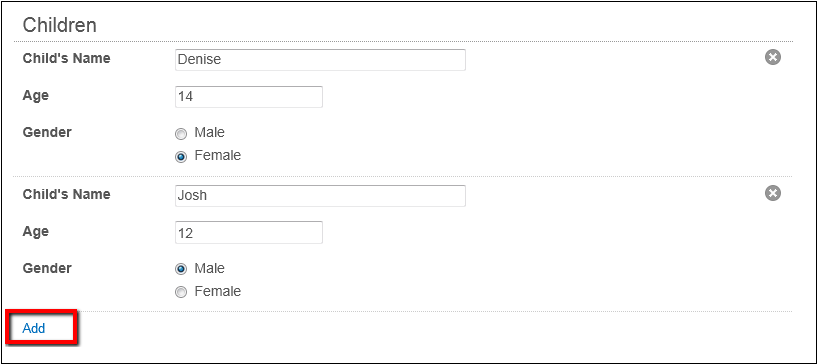 Children
Child's Name Denise
Age 14
Gender Male
Female
Child's Name Josh
Age 12
Gender Male
Female
Add